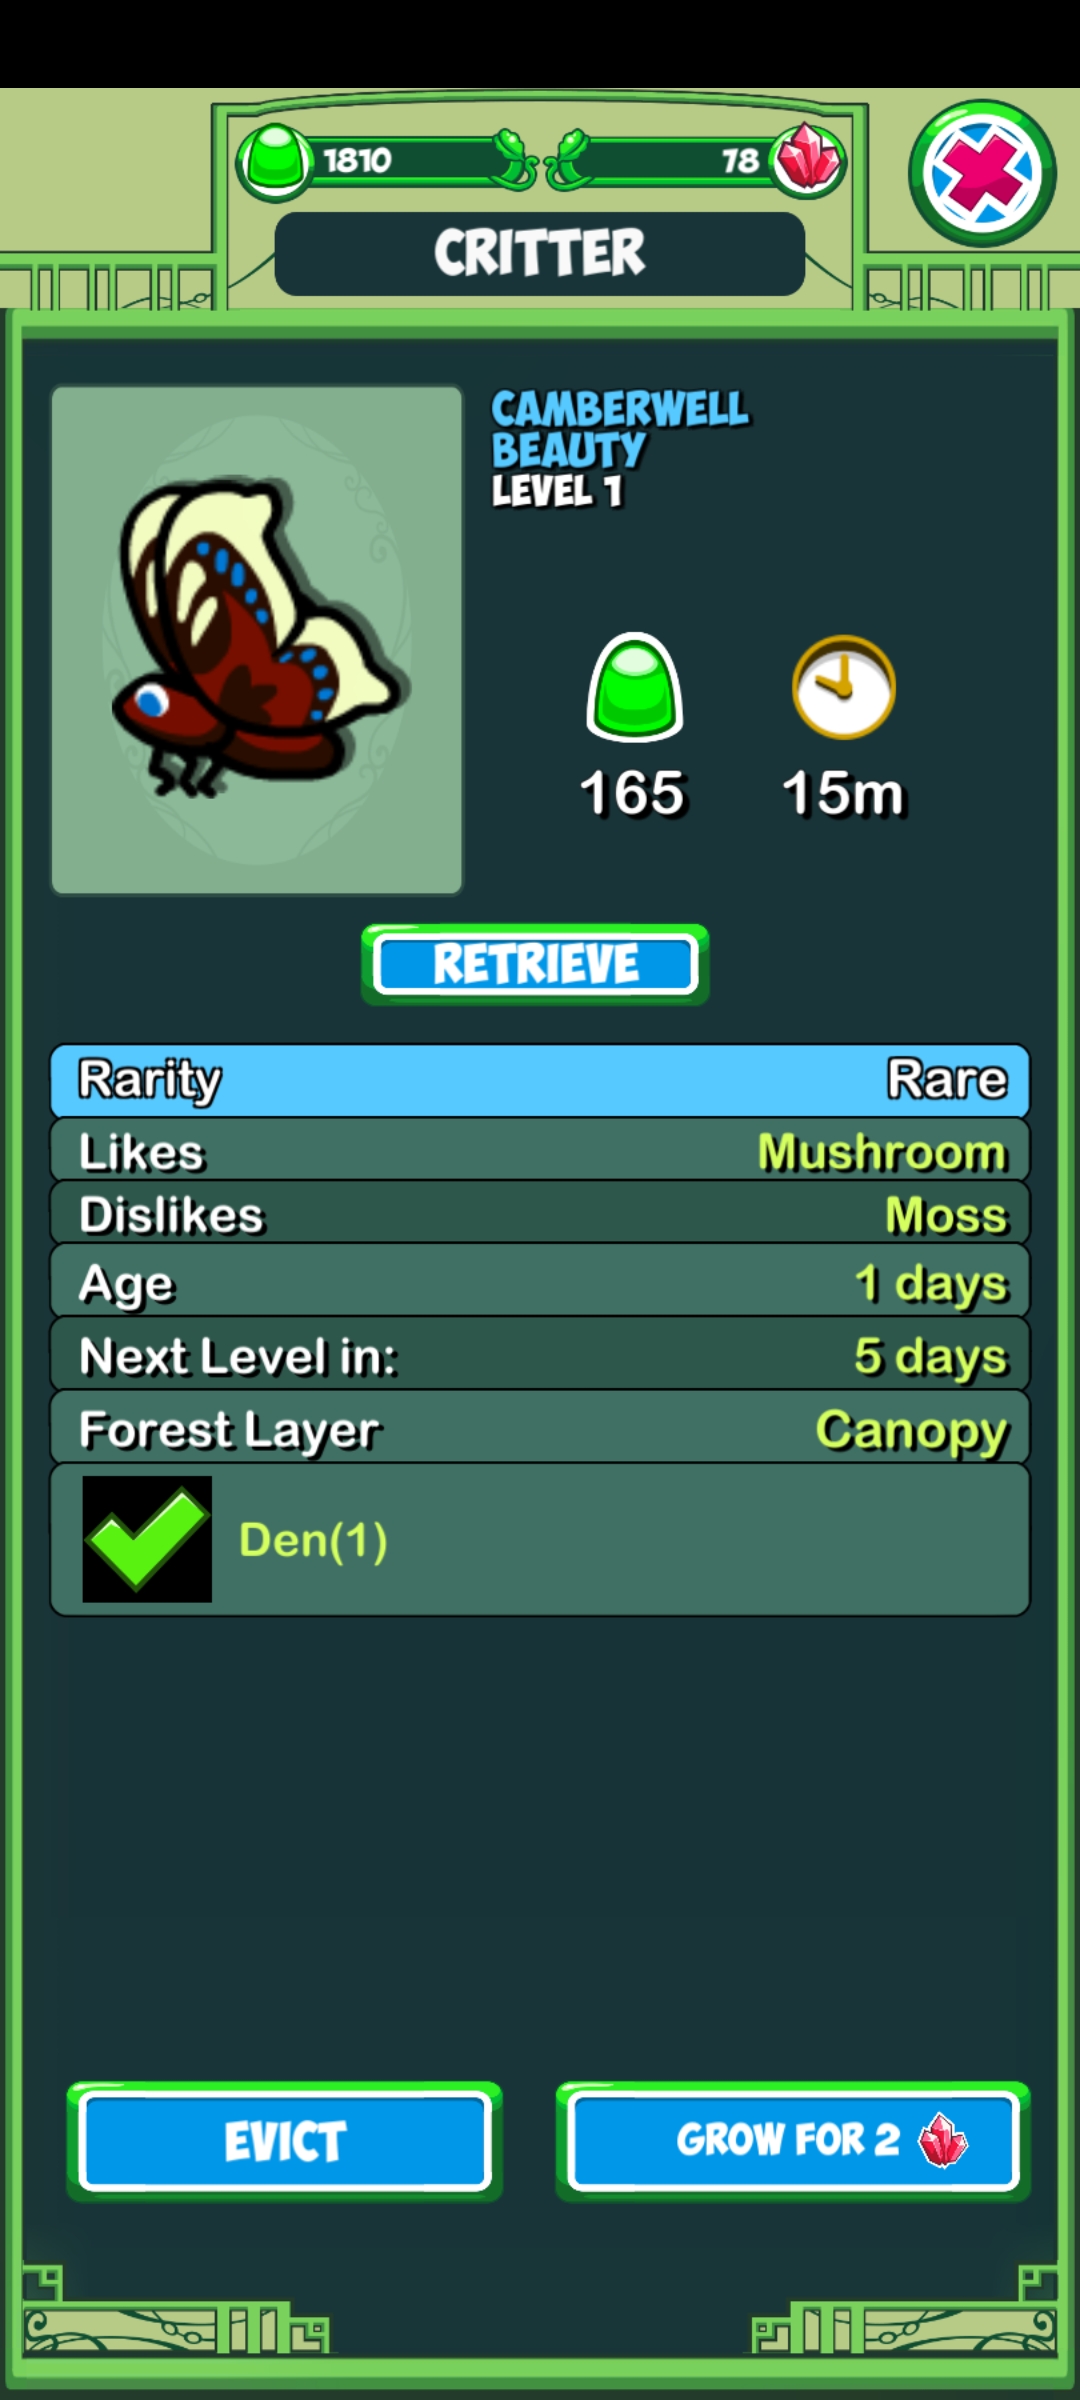 1810
78
CRITTER
CAMBERWELL
BEAUTY
LEVEL 1
165
15m
RETRIEVE
Rarity Rare
Likes Mushroom
Dislikes Moss
Age 1 days
Next Level in: 5 days
Forest Layer Canopy
Den(1)
EVICT
GROW FOR 2